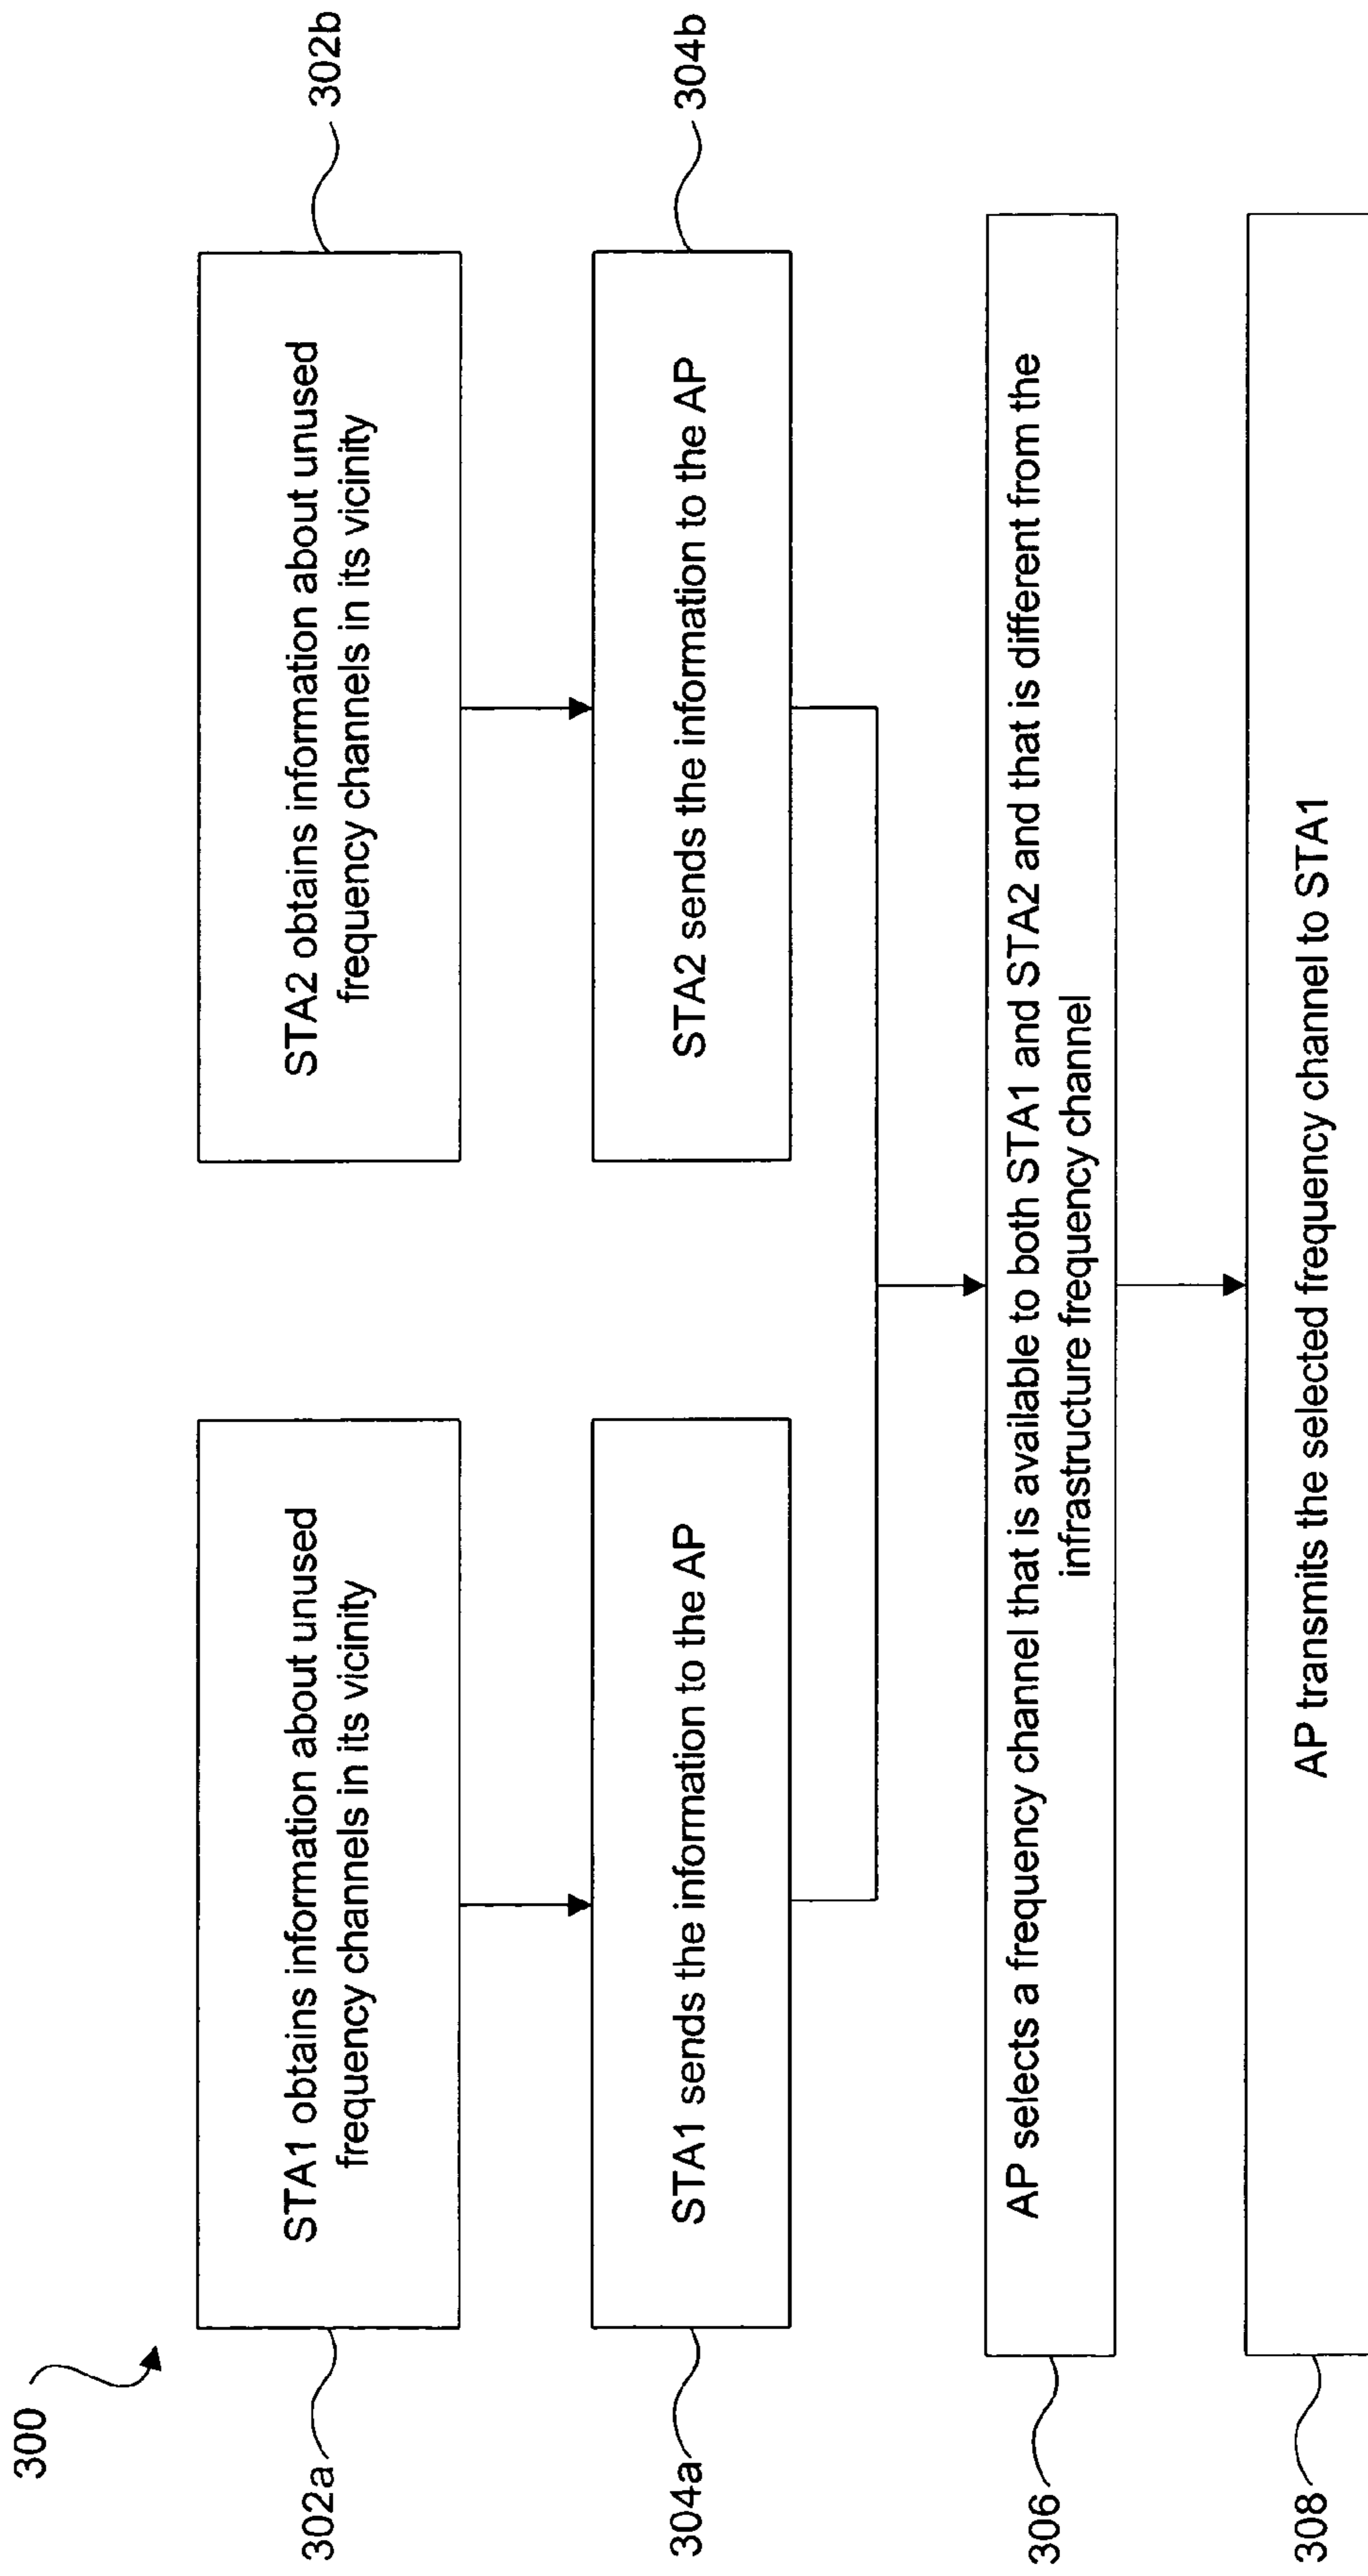 300
302a
STA1 obtains information about unused
frequency channels in its vicinity
STA2 obtains information about unused
frequency channels in its vicinity
302b
304a
STA1 sends the information to the AP
STA2 sends the information to the AP
304b
306
AP selects a frequency channel that is available to both STA1 and STA2 and that is different from the
infrastructure frequency channel
308
AP transmits the selected frequency channel to STA1